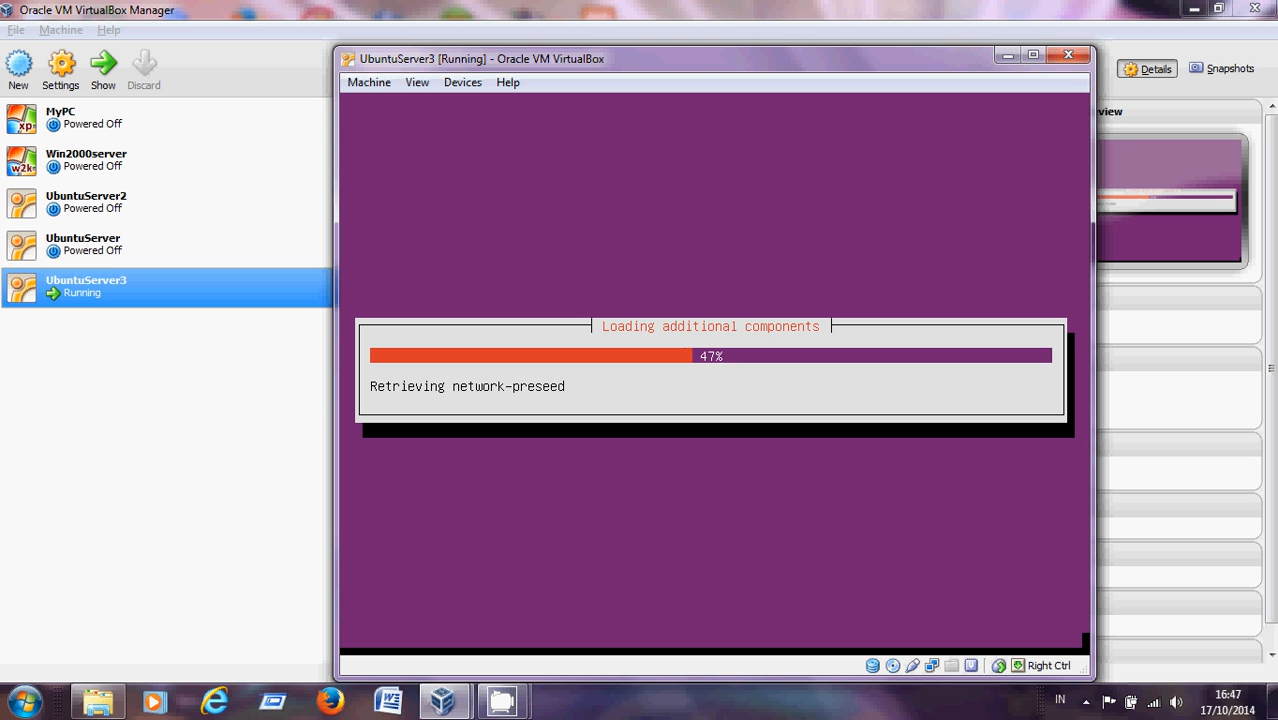 Oracle VM VirtualBox Manager
File Machine Help
New Settings Show Discard
Details Snapshots
MyPC
Powered Off
Win2000server
Powered Off
UbuntuServer2
Powered Off
UbuntuServer
Powered Off
UbuntuServer3
Running
xp
w2k
view
UbuntuServer3 [Running] - Oracle VM VirtualBox
Machine View Devices Help
Loading additional components
47%
Retrieving network-preseed
Right Ctrl
IN
16:47
17/10/2014